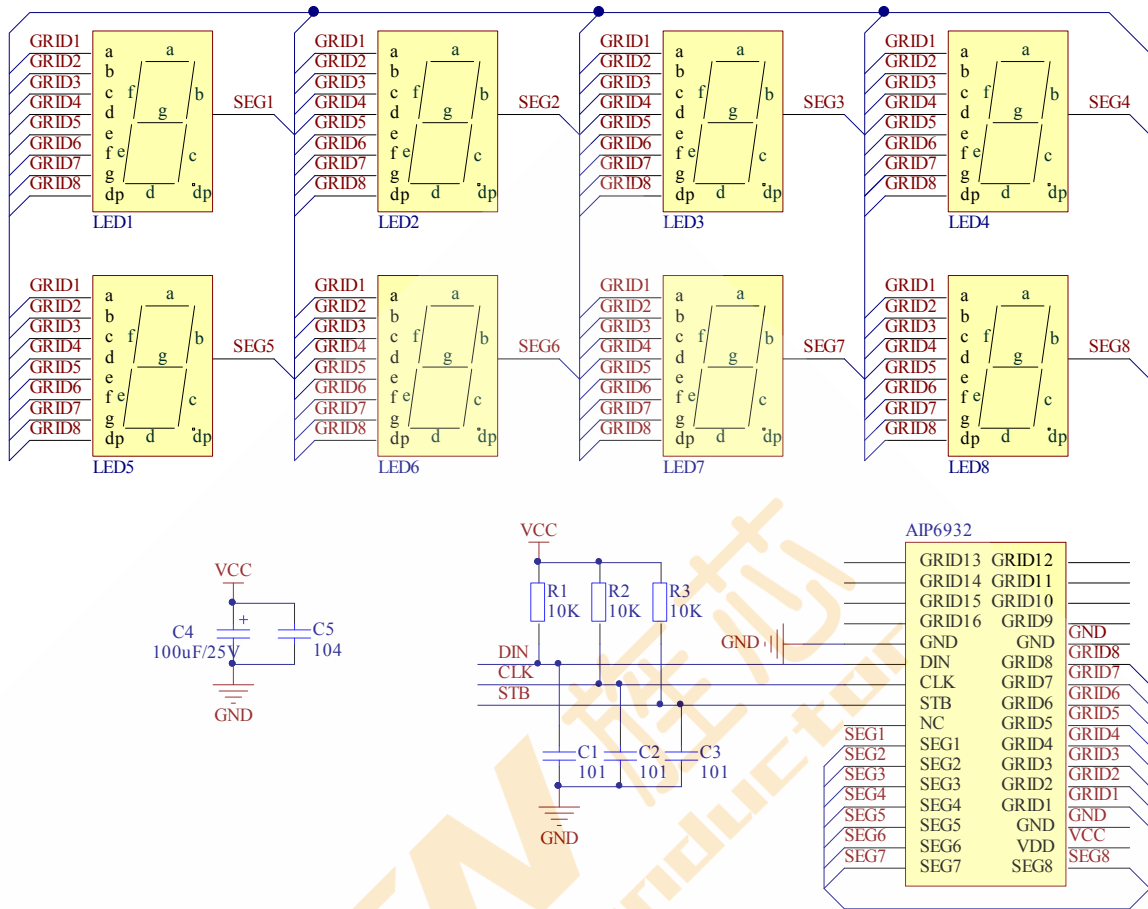 GRID1 a
GRID2 b
GRID3 c
GRID4 d
GRID5 e
GRID6 f
GRID7 g
GRID8 dp
a
f b
g
e c
d dp
SEG1
LED1
GRID1 a
GRID2 b
GRID3 c
GRID4 d
GRID5 e
GRID6 f
GRID7 g
GRID8 dp
a
f b
g
e c
d dp
SEG2
LED2
GRID1 a
GRID2 b
GRID3 c
GRID4 d
GRID5 e
GRID6 f
GRID7 g
GRID8 dp
a
f b
g
e c
d dp
SEG3
LED3
GRID1 a
GRID2 b
GRID3 c
GRID4 d
GRID5 e
GRID6 f
GRID7 g
GRID8 dp
a
f b
g
e c
d dp
SEG4
LED4
GRID1 a
GRID2 b
GRID3 c
GRID4 d
GRID5 e
GRID6 f
GRID7 g
GRID8 dp
a
f b
g
e c
d dp
SEG5
LED5
GRID1 a
GRID2 b
GRID3 c
GRID4 d
GRID5 e
GRID6 f
GRID7 g
GRID8 dp
a
f b
g
e c
d dp
SEG6
LED6
GRID1 a
GRID2 b
GRID3 c
GRID4 d
GRID5 e
GRID6 f
GRID7 g
GRID8 dp
a
f b
g
e c
d dp
SEG7
LED7
GRID1 a
GRID2 b
GRID3 c
GRID4 d
GRID5 e
GRID6 f
GRID7 g
GRID8 dp
a
f b
g
e c
d dp
SEG8
LED8
VCC
+
C4
100uF/25V
C5
104
GND
VCC
R1
10K
R2
10K
R3
10K
GND
DIN
CLK
STB
C1
101
C2
101
C3
101
GND
AIP6932
GRID13 GRID12
GRID14 GRID11
GRID15 GRID10
GRID16 GRID9
GND GND GND
DIN GRID8 GRID8
CLK GRID7 GRID7
STB GRID6 GRID6
NC GRID5 GRID5
SEG1 SEG1 GRID4 GRID4
SEG2 SEG2 GRID3 GRID3
SEG3 SEG3 GRID2 GRID2
SEG4 SEG4 GRID1 GRID1
SEG5 SEG5 GND GND
SEG6 SEG6 VDD VCC
SEG7 SEG7 SEG8 SEG8